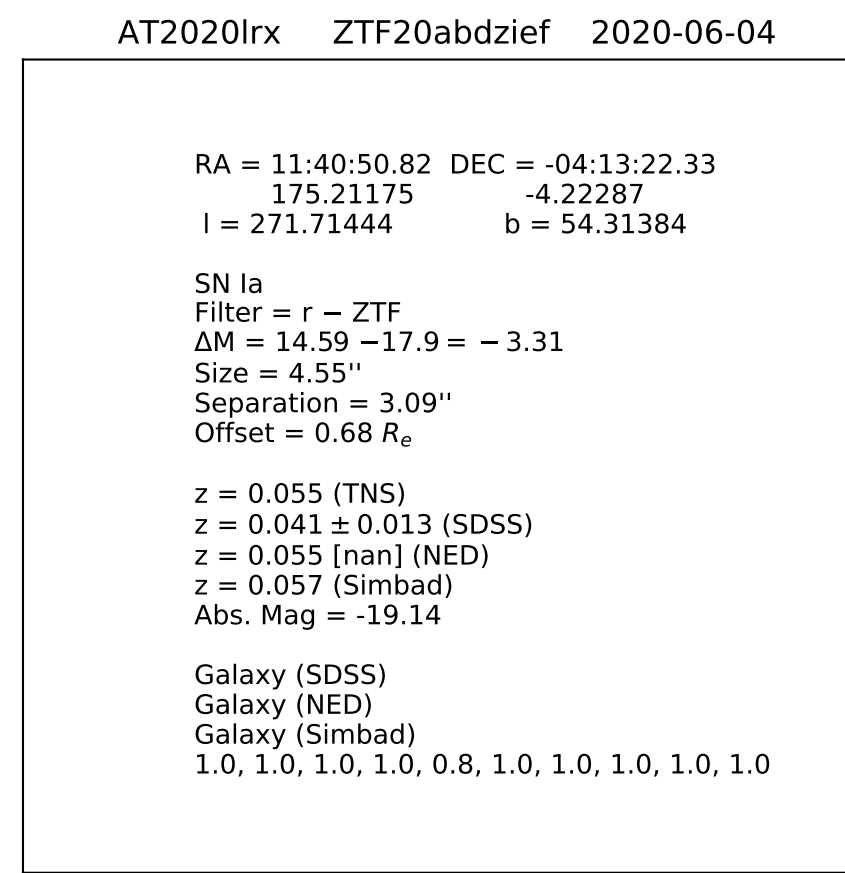 AT2020lrx ZTF20abdzief 2020-06-04
RA = 11:40:50.82 DEC = -04:13:22.33
175.21175 -4.22287
l = 271.71444 b = 54.31384
SN Ia
Filter = r − ZTF
ΔM = 14.59 −17.9 = − 3.31
Size = 4.55''
Separation = 3.09''
Offset = 0.68 Rₑ
z = 0.055 (TNS)
z = 0.041 ± 0.013 (SDSS)
z = 0.055 [nan] (NED)
z = 0.057 (Simbad)
Abs. Mag = -19.14
Galaxy (SDSS)
Galaxy (NED)
Galaxy (Simbad)
1.0, 1.0, 1.0, 1.0, 0.8, 1.0, 1.0, 1.0, 1.0, 1.0